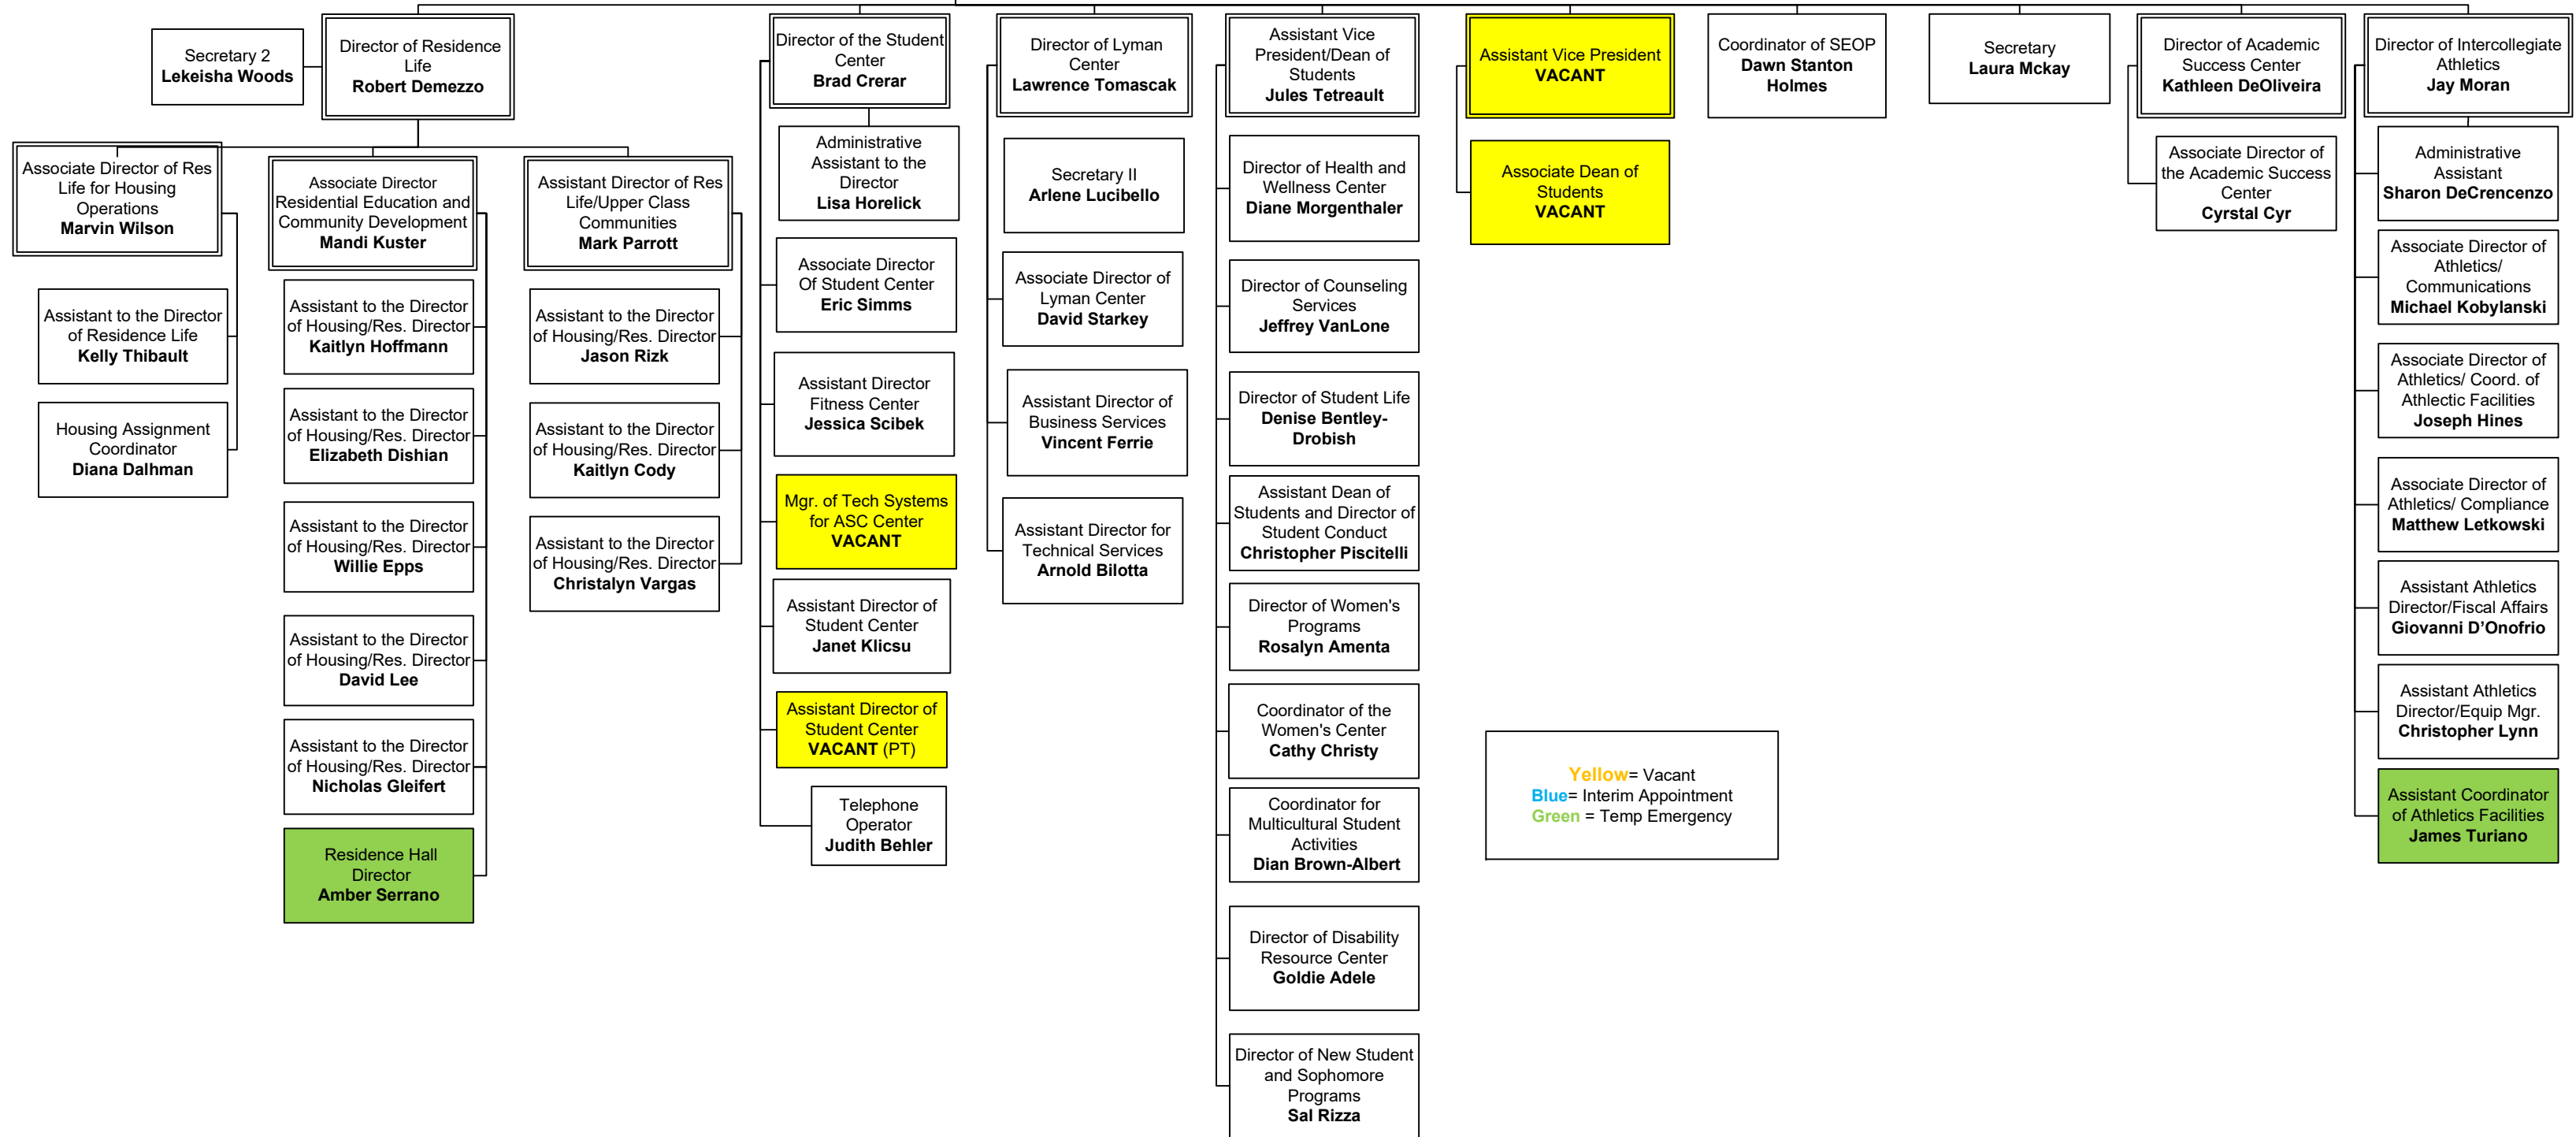 Secretary 2
Lekeisha Woods
Director of Residence
Life
Robert Demezzo
Associate Director of Res
Life for Housing
Operations
Marvin Wilson
Assistant to the Director
of Residence Life
Kelly Thibault
Housing Assignment
Coordinator
Diana Dalhman
Associate Director
Residential Education and
Community Development
Mandi Kuster
Assistant to the Director
of Housing/Res. Director
Kaitlyn Hoffmann
Assistant to the Director
of Housing/Res. Director
Elizabeth Dishian
Assistant to the Director
of Housing/Res. Director
Willie Epps
Assistant to the Director
of Housing/Res. Director
David Lee
Assistant to the Director
of Housing/Res. Director
Nicholas Gleifert
Residence Hall
Director
Amber Serrano
Assistant Director of Res
Life/Upper Class
Communities
Mark Parrott
Assistant to the Director
of Housing/Res. Director
Jason Rizk
Assistant to the Director
of Housing/Res. Director
Kaitlyn Cody
Assistant to the Director
of Housing/Res. Director
Christalyn Vargas
Director of the Student
Center
Brad Crerar
Administrative
Assistant to the
Director
Lisa Horelick
Associate Director
Of Student Center
Eric Simms
Assistant Director
Fitness Center
Jessica Scibek
Mgr. of Tech Systems
for ASC Center
VACANT
Assistant Director of
Student Center
Janet Klicsu
Assistant Director of
Student Center
VACANT (PT)
Telephone
Operator
Judith Behler
Director of Lyman
Center
Lawrence Tomascak
Secretary II
Arlene Lucibello
Associate Director of
Lyman Center
David Starkey
Assistant Director of
Business Services
Vincent Ferrie
Assistant Director for
Technical Services
Arnold Bilotta
Assistant Vice
President/Dean of
Students
Jules Tetreault
Director of Health and
Wellness Center
Diane Morgenthaler
Director of Counseling
Services
Jeffrey VanLone
Director of Student Life
Denise Bentley-
Drobish
Assistant Dean of
Students and Director of
Student Conduct
Christopher Piscitelli
Director of Women's
Programs
Rosalyn Amenta
Coordinator of the
Women's Center
Cathy Christy
Coordinator for
Multicultural Student
Activities
Dian Brown-Albert
Director of Disability
Resource Center
Goldie Adele
Director of New Student
and Sophomore
Programs
Sal Rizza
Assistant Vice President
VACANT
Associate Dean of
Students
VACANT
Yellow= Vacant
Blue= Interim Appointment
Green = Temp Emergency
Coordinator of SEOP
Dawn Stanton
Holmes
Secretary
Laura Mckay
Director of Academic
Success Center
Kathleen DeOliveira
Associate Director of
the Academic Success
Center
Cyrstal Cyr
Director of Intercollegiate
Athletics
Jay Moran
Administrative
Assistant
Sharon DeCrencenzo
Associate Director of
Athletics/
Communications
Michael Kobylanski
Associate Director of
Athletics/ Coord. of
Athlectic Facilities
Joseph Hines
Associate Director of
Athletics/ Compliance
Matthew Letkowski
Assistant Athletics
Director/Fiscal Affairs
Giovanni D’Onofrio
Assistant Athletics
Director/Equip Mgr.
Christopher Lynn
Assistant Coordinator
of Athletics Facilities
James Turiano